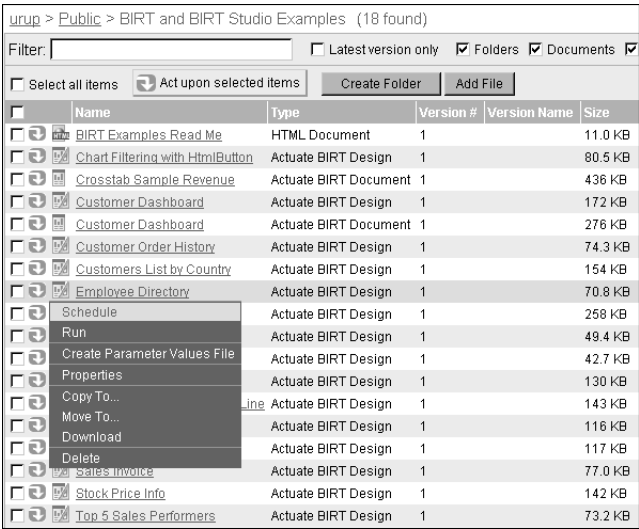 urup > Public > BIRT and BIRT Studio Examples (18 found)
Filter: Latest version only Folders Documents
Select all items Act upon selected items Create Folder Add File
Name Type Version # Version Name Size
BIRT Examples Read Me HTML Document 1 11.0 KB
Chart Filtering with HtmlButton Actuate BIRT Design 1 80.5 KB
Crosstab Sample Revenue Actuate BIRT Document 1 436 KB
Customer Dashboard Actuate BIRT Design 1 172 KB
Customer Dashboard Actuate BIRT Document 1 276 KB
Customer Order History Actuate BIRT Design 1 74.3 KB
Customers List by Country Actuate BIRT Design 1 154 KB
Employee Directory Actuate BIRT Design 1 70.8 KB
Schedule Actuate BIRT Design 1 258 KB
Run Actuate BIRT Design 1 49.4 KB
Create Parameter Values File Actuate BIRT Design 1 42.7 KB
Properties Actuate BIRT Design 1 130 KB
Copy To... Line Actuate BIRT Design 1 143 KB
Move To... Actuate BIRT Design 1 116 KB
Download Actuate BIRT Design 1 117 KB
Delete
Sales Invoice Actuate BIRT Design 1 77.0 KB
Stock Price Info Actuate BIRT Design 1 142 KB
Top 5 Sales Performers Actuate BIRT Design 1 73.2 KB